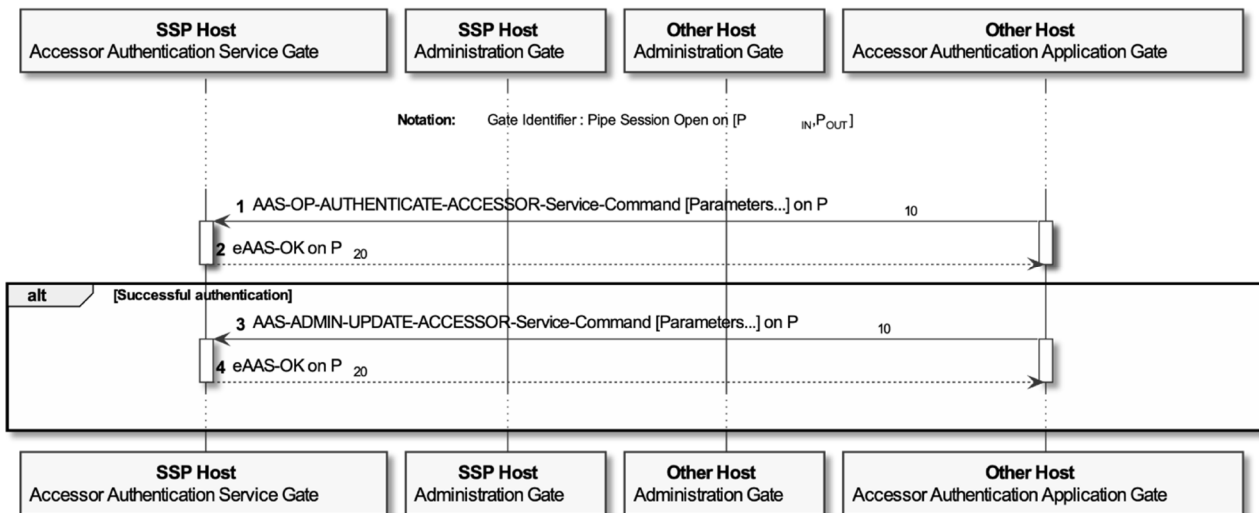 SSP Host
Accessor Authentication Service Gate
SSP Host
Administration Gate
Other Host
Administration Gate
Other Host
Accessor Authentication Application Gate
Notation: Gate Identifier : Pipe Session Open on [P IN,POUT]
1 AAS-OP-AUTHENTICATE-ACCESSOR-Service-Command [Parameters...] on P 10
2 eAAS-OK on P 20
alt [Successful authentication]
3 AAS-ADMIN-UPDATE-ACCESSOR-Service-Command [Parameters...] on P 10
4 eAAS-OK on P 20
SSP Host
Accessor Authentication Service Gate
SSP Host
Administration Gate
Other Host
Administration Gate
Other Host
Accessor Authentication Application Gate